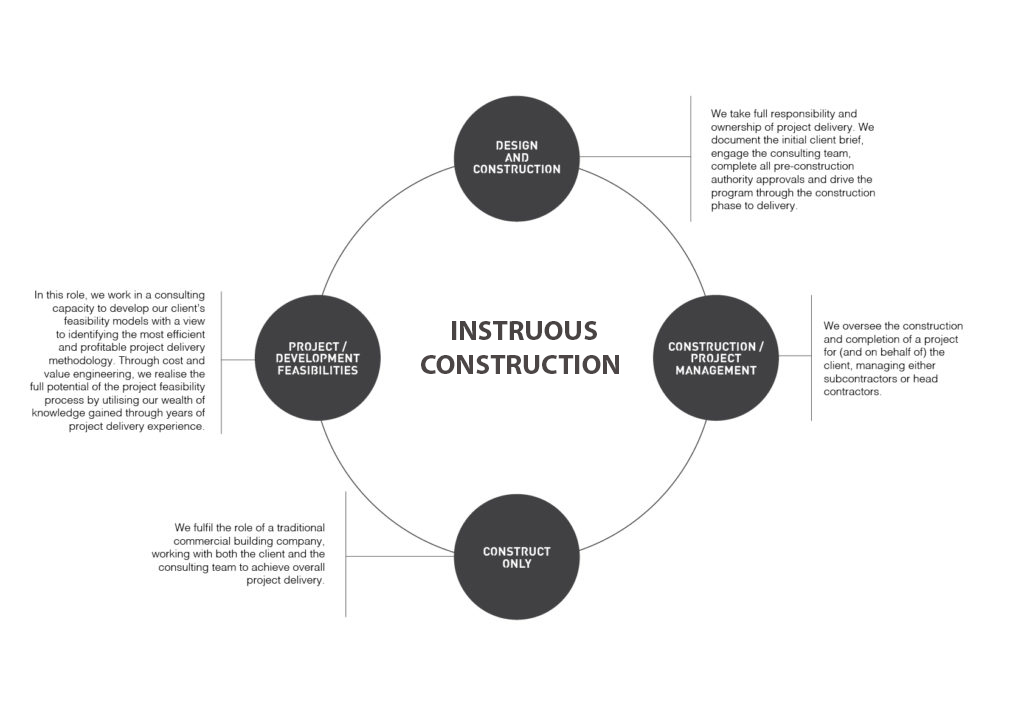 DESIGN
AND
CONSTRUCTION
We take full responsibility and
ownership of project delivery. We
document the initial client brief,
engage the consulting team,
complete all pre-construction
authority approvals and drive the
program through the construction
phase to delivery.
In this role, we work in a consulting
capacity to develop our client's
feasibility models with a view
to identifying the most efficient
and profitable project delivery
methodology. Through cost and
value engineering, we realise the
full potential of the project feasibility
process by utilising our wealth of
knowledge gained through years of
project delivery experience.
PROJECT /
DEVELOPMENT
FEASIBILITIES
INSTRUOUS
CONSTRUCTION
CONSTRUCTION /
PROJECT
MANAGEMENT
We oversee the construction
and completion of a project
for (and on behalf of) the
client, managing either
subcontractors or head
contractors.
We fulfil the role of a traditional
commercial building company,
working with both the client and the
consulting team to achieve overall
project delivery.
CONSTRUCT
ONLY